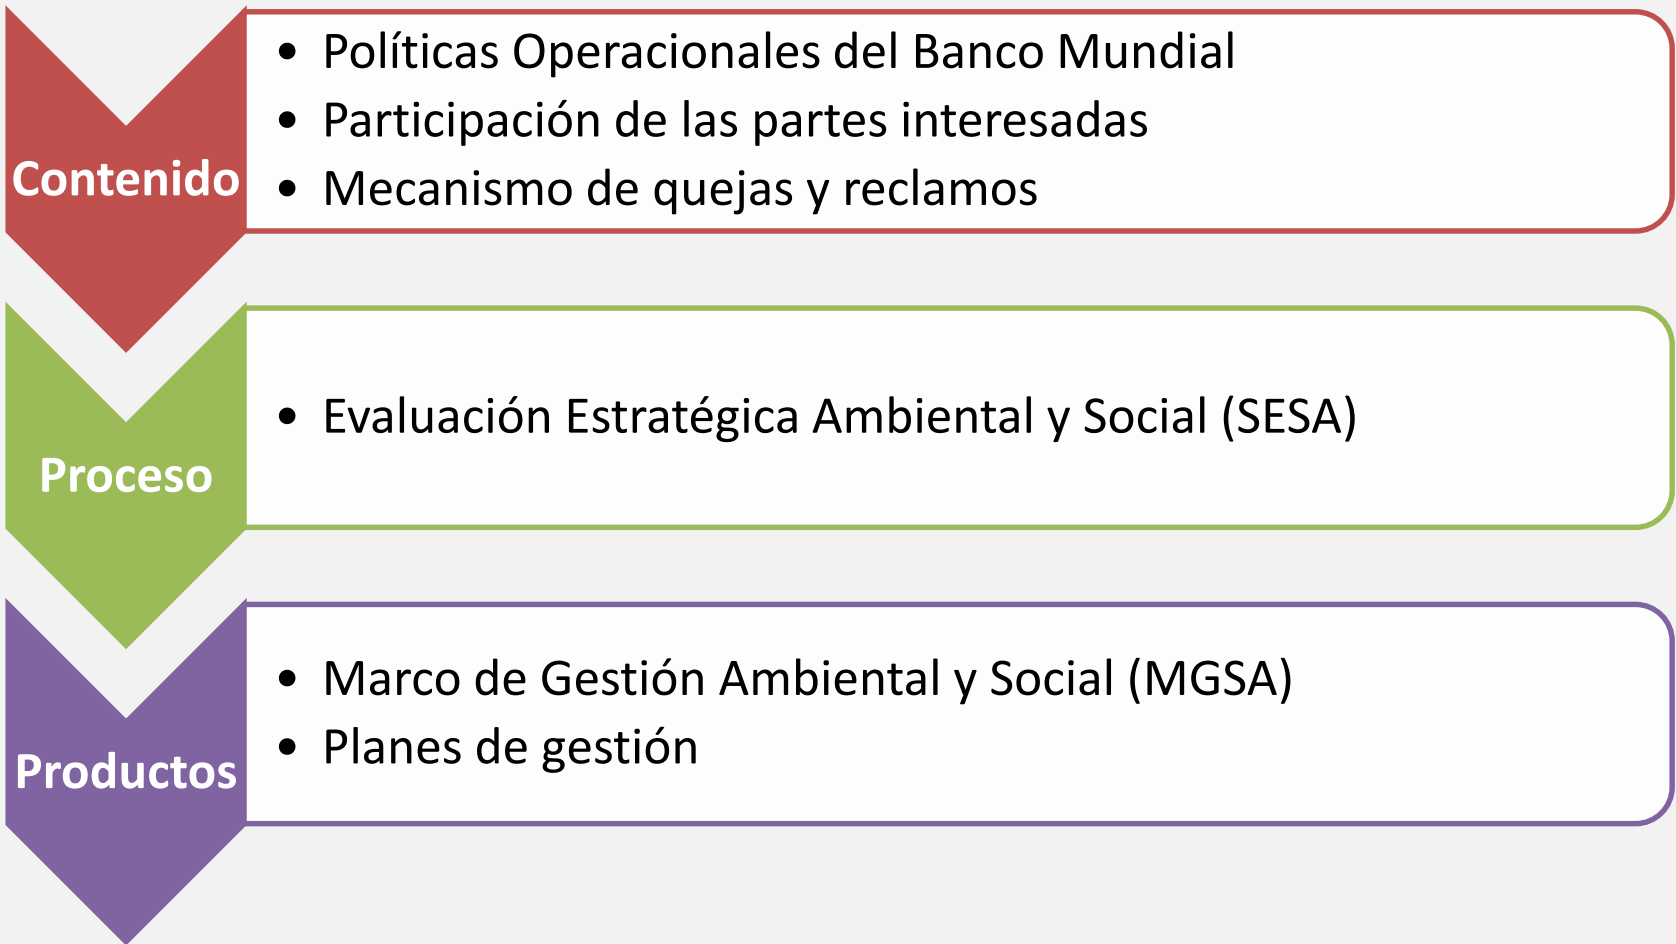 Contenido
• Políticas Operacionales del Banco Mundial
• Participación de las partes interesadas
• Mecanismo de quejas y reclamos
Proceso
• Evaluación Estratégica Ambiental y Social (SESA)
Productos
• Marco de Gestión Ambiental y Social (MGSA)
• Planes de gestión